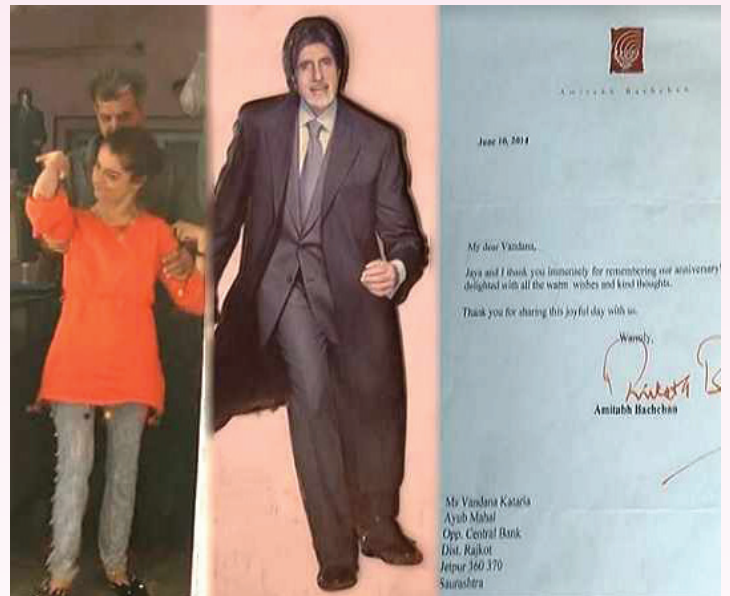 Amitabh Bachchan
June 10, 2014
My dear Vandana,
Jaya and I thank you immensely for remembering our anniversary
delighted with all the warm wishes and kind thoughts.
Thank you for sharing this joyful day with us.
Warmly,
Amitabh Bachchan
Ms Vandana Kataria
Ayub Mahal
Opp. Central Bank
Dist. Rajkot
Jetpur 360 370
Saurashtra